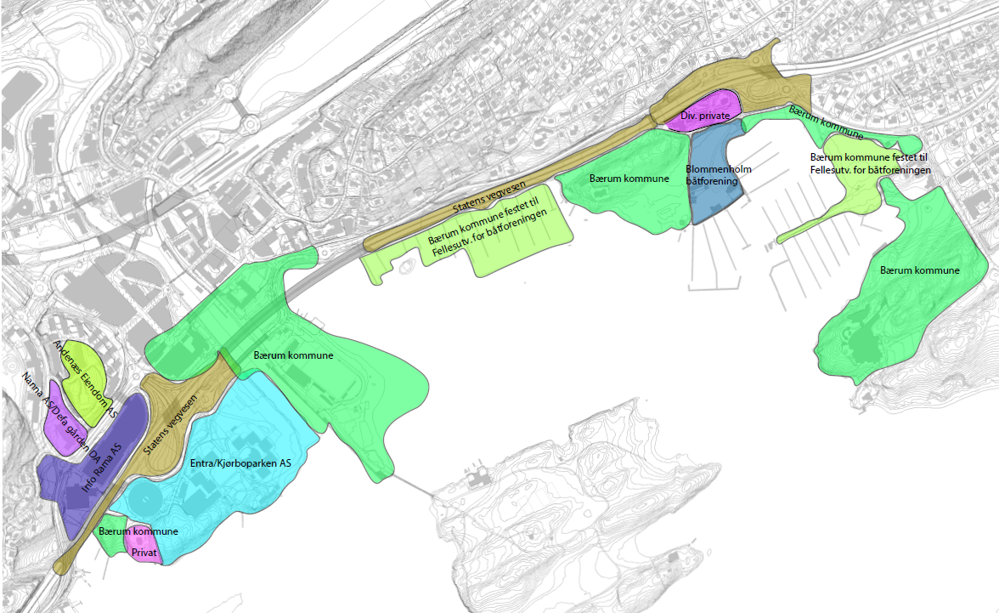 Div. private
Bærum kommune
Bærum kommune festet til
Fellesutv. for båtforeningen
Blommenholm
båtforening
Bærum kommune
Statens vegvesen
Bærum kommune festet til
Fellesutv. for båtforeningen
Bærum kommune
Bærum kommune
Andenæs Eiendom AS
Nanna AS/Defa gården DA
Info Rama AS
Statens vegvesen
Entra/Kjørboparken AS
Bærum kommune
Privat